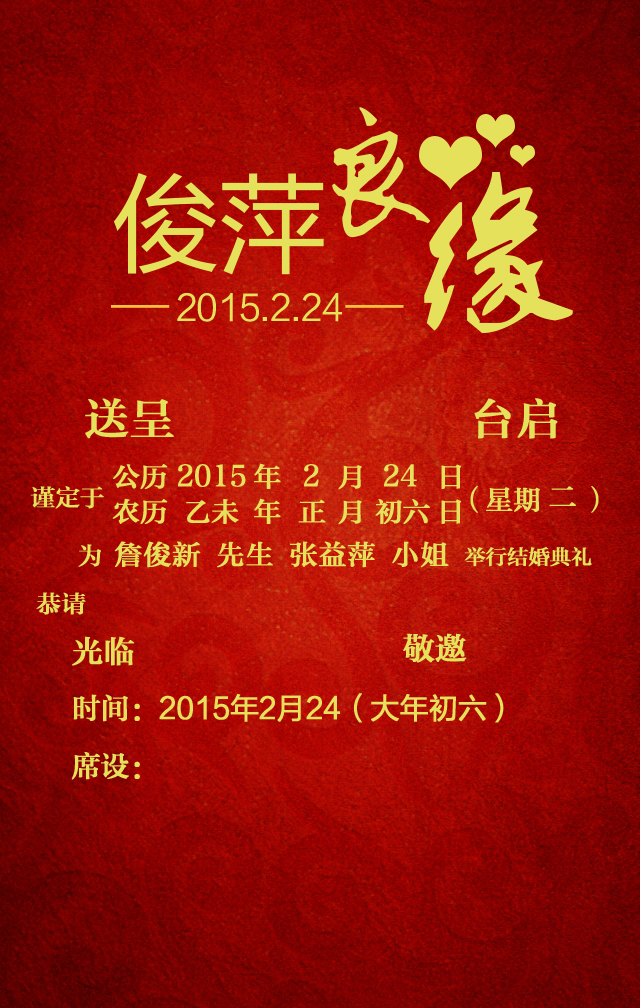 俊萍良缘
2015.2.24
送呈 台启
谨定于 公历 2015 年 2 月 24 日
农历 乙未 年 正 月 初六 日 （星期 二 ）
为 詹俊新 先生 张益萍 小姐 举行结婚典礼
恭请
光临 敬邀
时间：2015年2月24（大年初六）
席设：